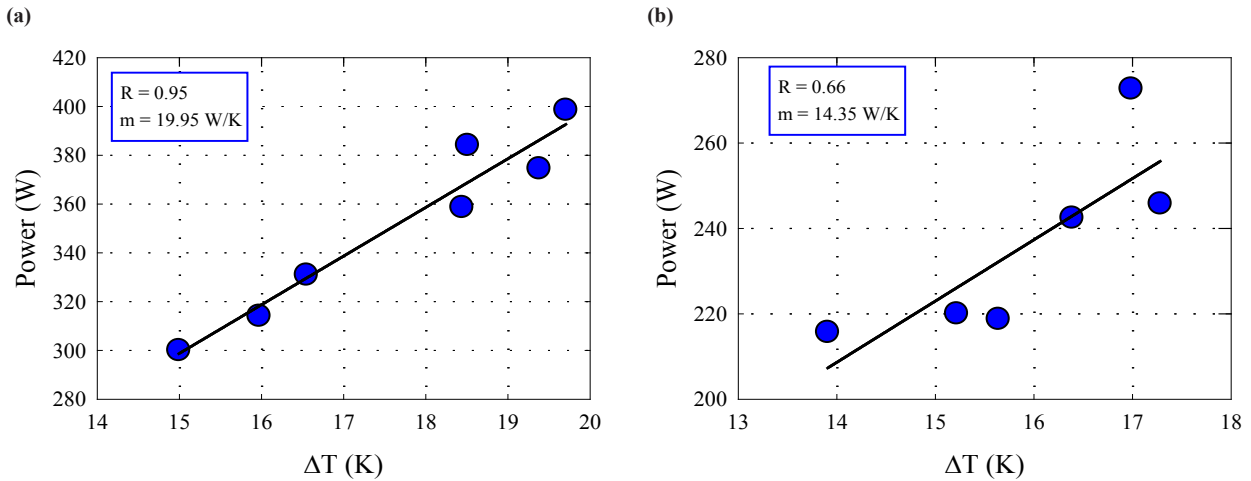 (a)
R = 0.95
m = 19.95 W/K
420
400
380
360
340
320
300
280
14 15 16 17 18 19 20
Power (W)
ΔT (K)
(b)
R = 0.66
m = 14.35 W/K
280
260
240
220
200
13 14 15 16 17 18
Power (W)
ΔT (K)